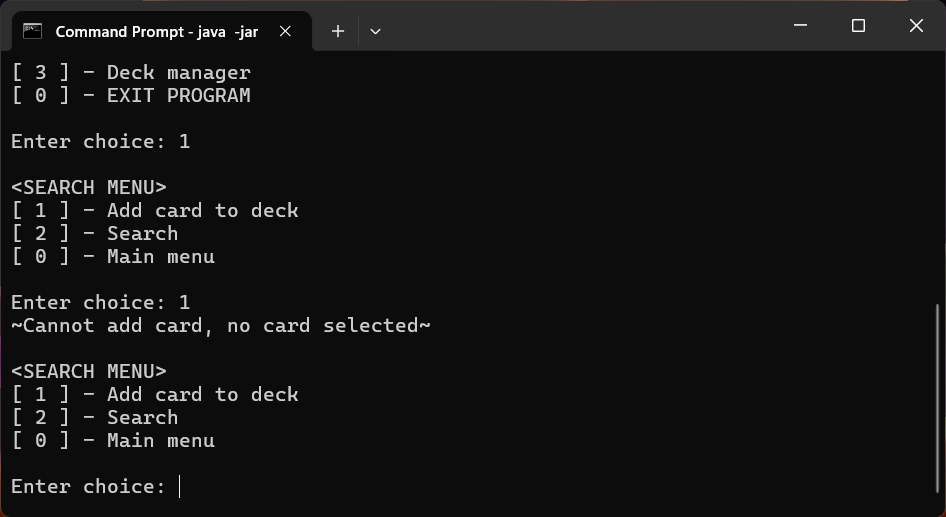 Command Prompt - java  -jar
[ 3 ] - Deck manager
[ 0 ] - EXIT PROGRAM
Enter choice: 1
<SEARCH MENU>
[ 1 ] - Add card to deck
[ 2 ] - Search
[ 0 ] - Main menu
Enter choice: 1
~Cannot add card, no card selected~
<SEARCH MENU>
[ 1 ] - Add card to deck
[ 2 ] - Search
[ 0 ] - Main menu
Enter choice: